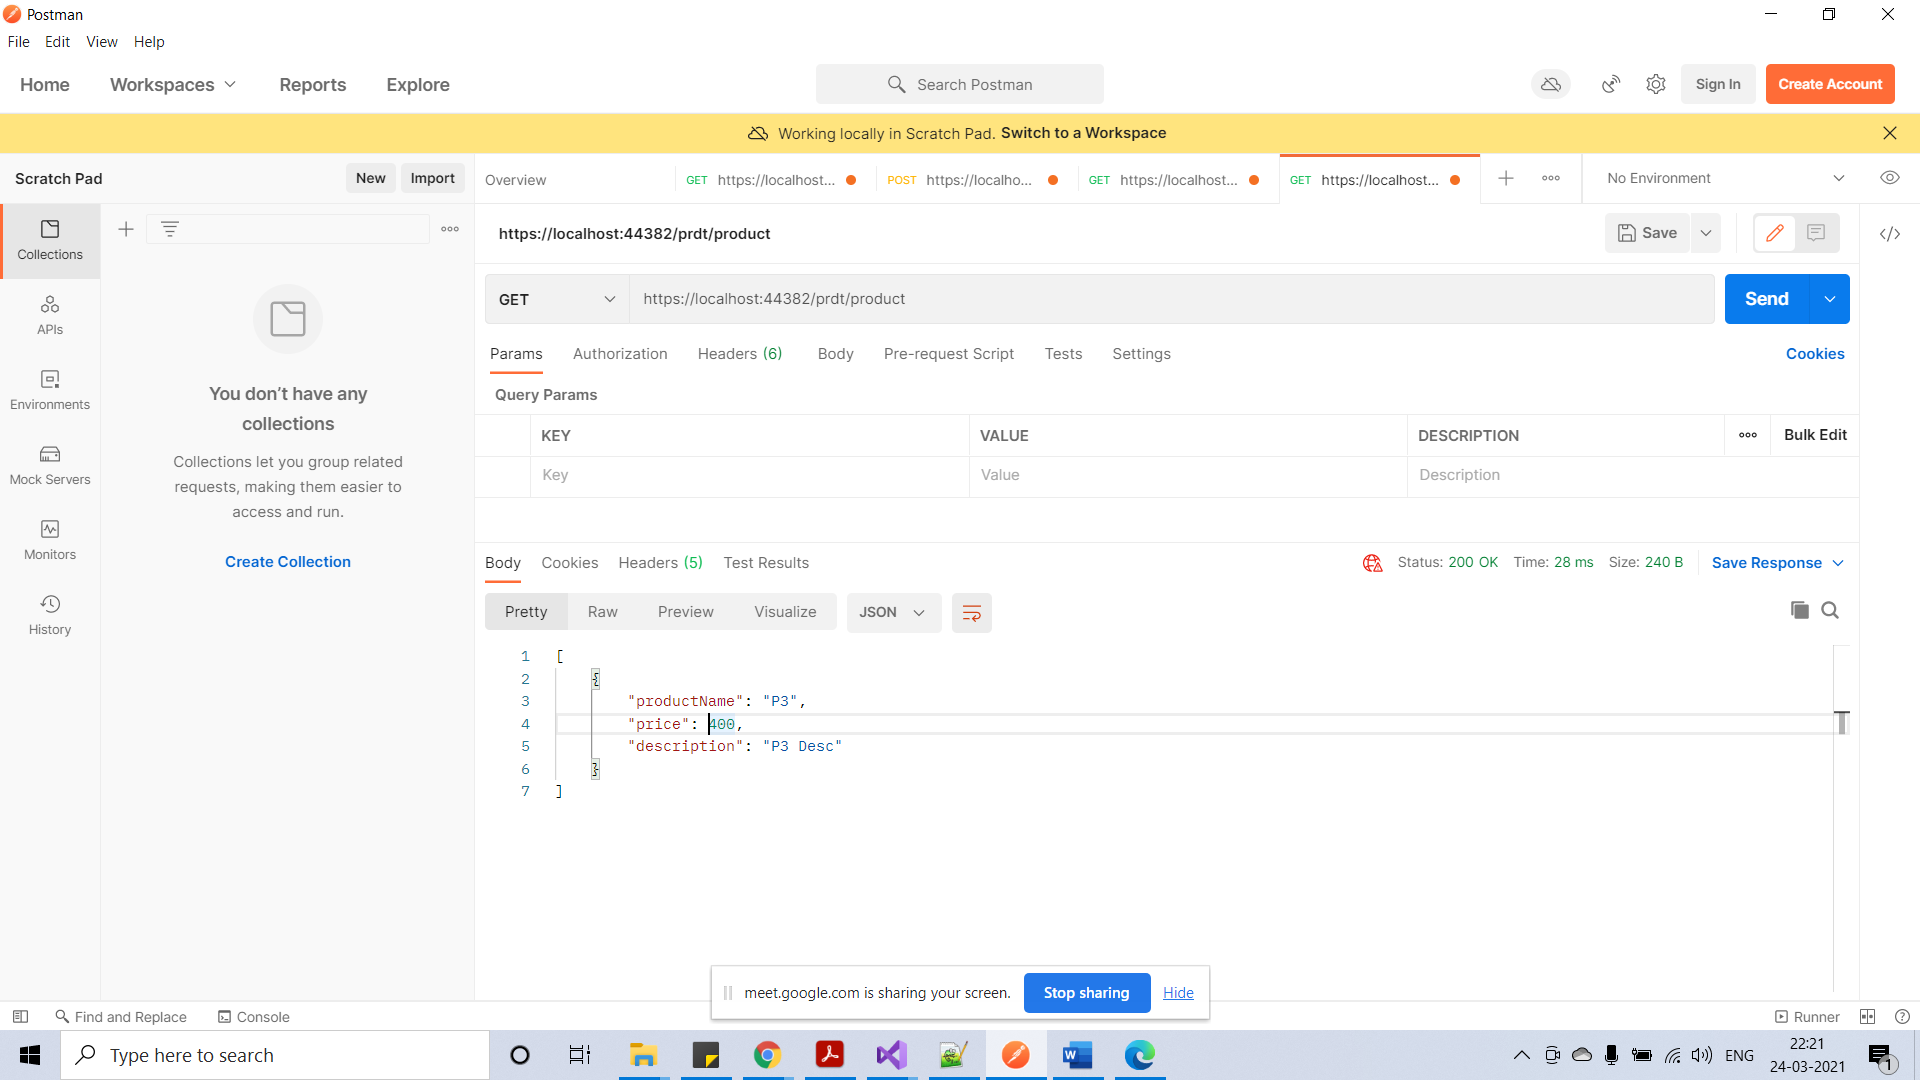 Postman
File Edit View Help
Home Workspaces Reports Explore Search Postman Sign In Create Account
Working locally in Scratch Pad. Switch to a Workspace
Scratch Pad New Import Overview GET https://localhost... POST https://localho... GET https://localhost... GET https://localhost... No Environment
Collections
APIs
Environments
Mock Servers
Monitors
History
You don't have any
collections
Collections let you group related
requests, making them easier to
access and run.
Create Collection
https://localhost:44382/prdt/product Save
GET https://localhost:44382/prdt/product Send
Params Authorization Headers (6) Body Pre-request Script Tests Settings Cookies
Query Params
KEY VALUE DESCRIPTION Bulk Edit
Key Value Description
Body Cookies Headers (5) Test Results Status: 200 OK Time: 28 ms Size: 240 B Save Response
Pretty Raw Preview Visualize JSON
1 [
2 {
3 "productName": "P3",
4 "price": 400,
5 "description": "P3 Desc"
6 }
7 ]
meet.google.com is sharing your screen. Stop sharing Hide
Find and Replace Console Runner
Type here to search ENG 22:21
24-03-2021
1